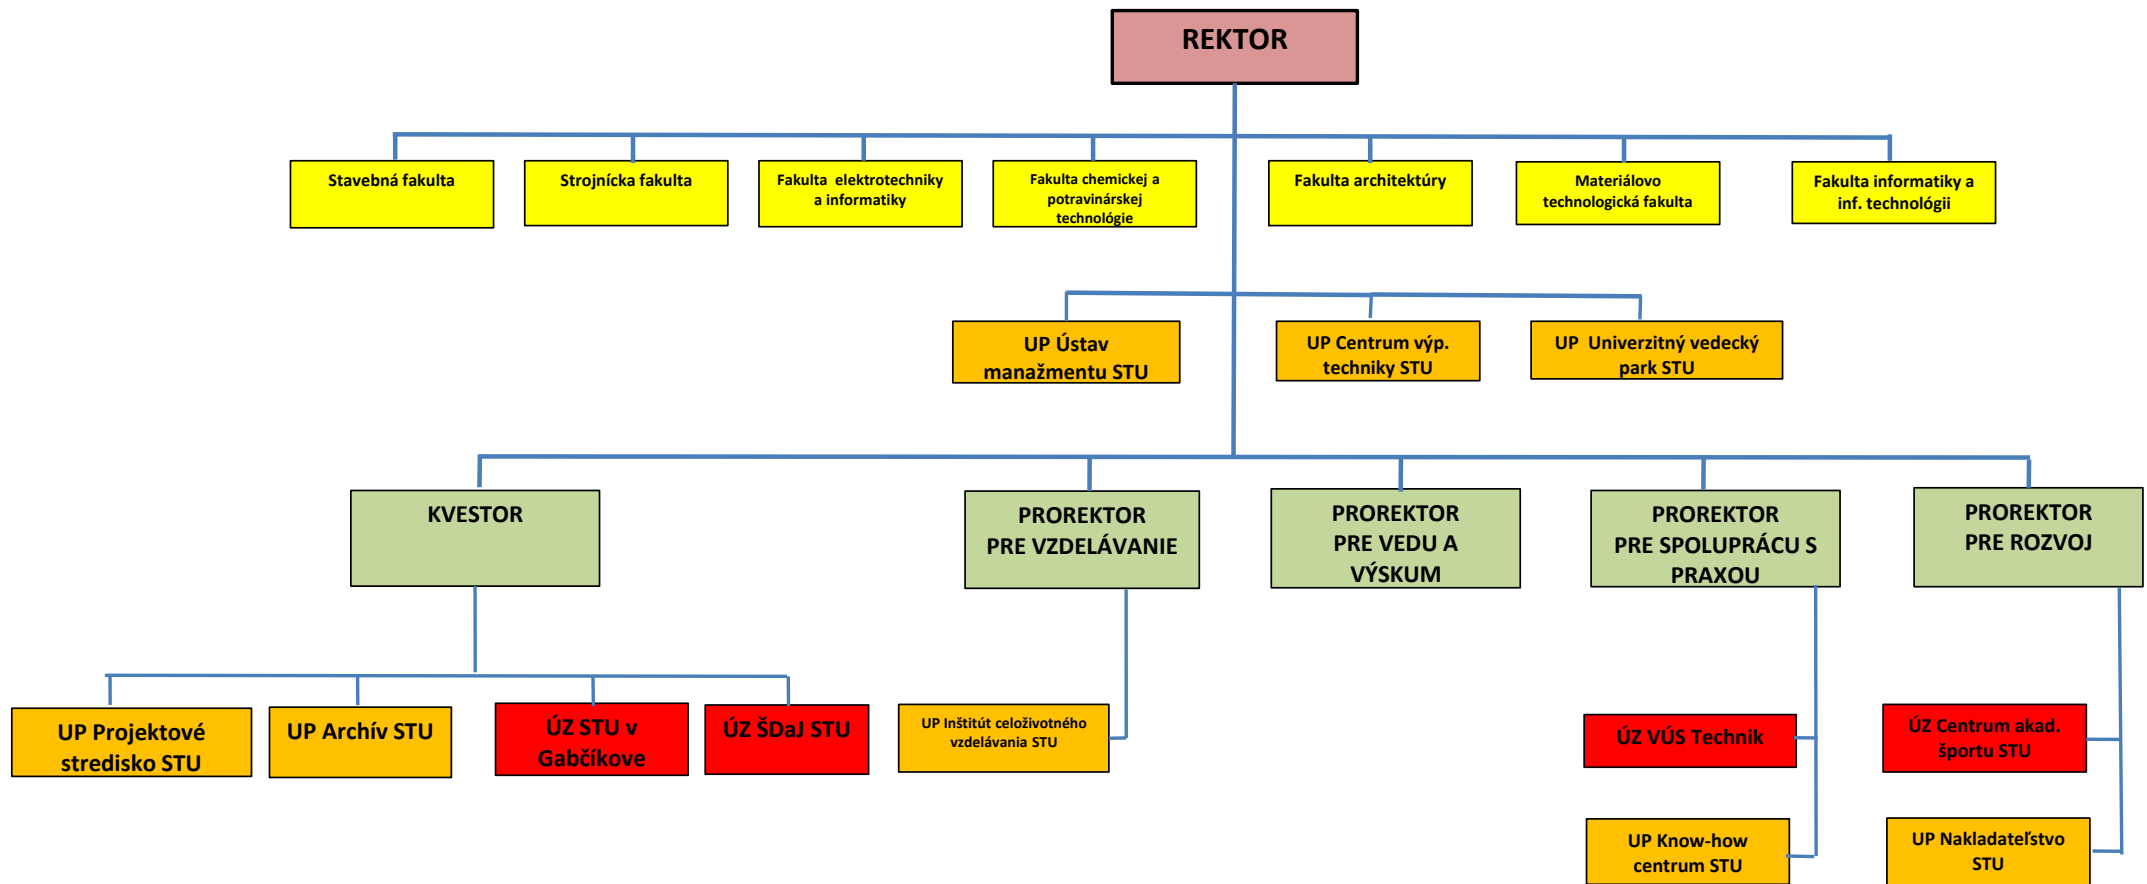 REKTOR
Stavebná fakulta
Strojnícka fakulta
Fakulta elektrotechniky
a informatiky
Fakulta chemickej a
potravinárskej
technológie
Fakulta architektúry
Materiálovo
technologická fakulta
Fakulta informatiky a
inf. technológii
UP Ústav
manažmentu STU
UP Centrum výp.
techniky STU
UP Univerzitný vedecký
park STU
KVESTOR
PROREKTOR
PRE VZDELÁVANIE
PROREKTOR
PRE VEDU A
VÝSKUM
PROREKTOR
PRE SPOLUPRÁCU S
PRAXOU
PROREKTOR
PRE ROZVOJ
UP Projektové
stredisko STU
UP Archív STU
ÚZ STU v
Gabčíkove
ÚZ ŠDaJ STU
UP Inštitút celoživotného
vzdelávania STU
ÚZ VÚS Technik
ÚZ Centrum akad.
športu STU
UP Know-how
centrum STU
UP Nakladateľstvo
STU